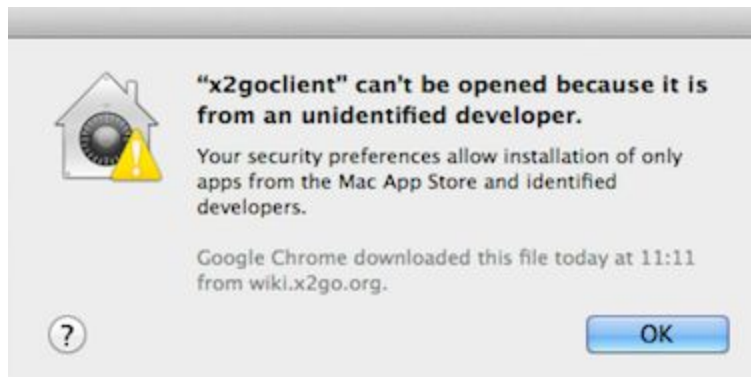 “x2goclient” can't be opened because it is
from an unidentified developer.
Your security preferences allow installation of only
apps from the Mac App Store and identified
developers.
Google Chrome downloaded this file today at 11:11
from wiki.x2go.org.
?
OK